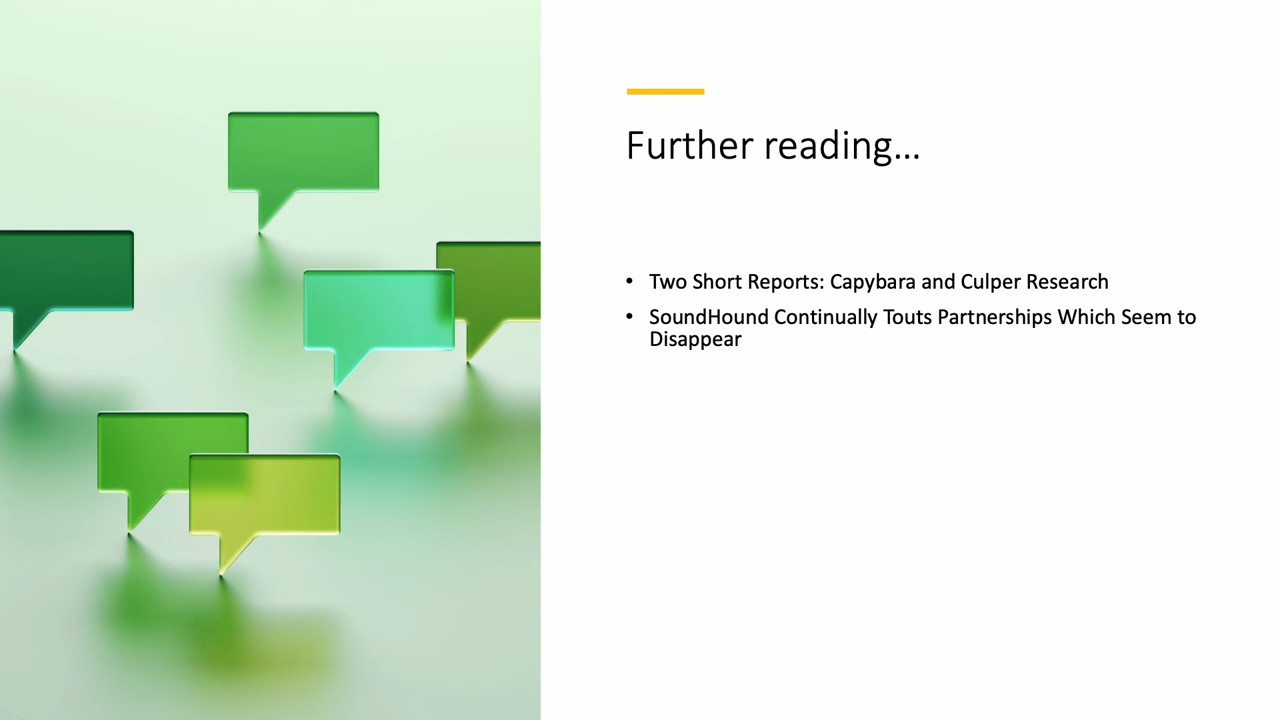 Further reading...
• Two Short Reports: Capybara and Culper Research
• SoundHound Continually Touts Partnerships Which Seem to
Disappear